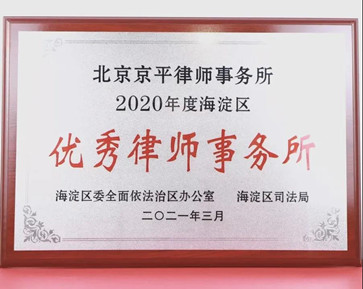 北京京平律师事务所
2020年度海淀区
优秀律师事务所
海淀区委全面依法治区办公室 海淀区司法局
二〇二一年三月